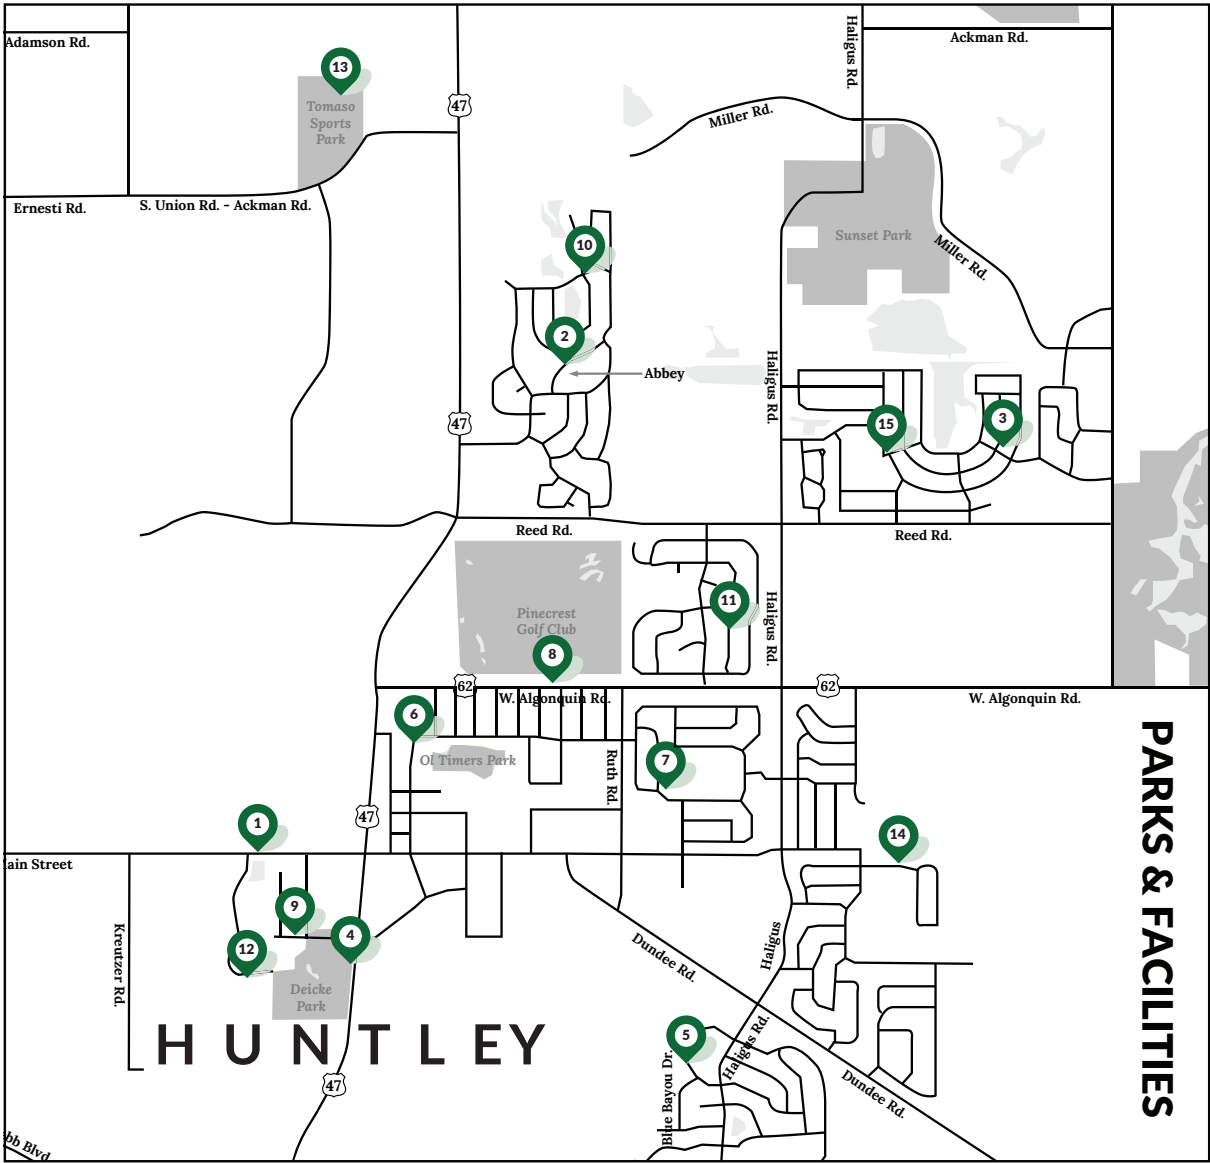 Adamson Rd.
Haligus Rd.
Ackman Rd.
13
Tomaso
Sports
Park
47
Miller Rd.
Ernesti Rd.
S. Union Rd. - Ackman Rd.
10
Sunset Park
Miller Rd.
2
Abbey
Haligus Rd.
47
15
3
Reed Rd.
Reed Rd.
Pinecrest
Golf Club
11
Haligus Rd.
8
62
62
W. Algonquin Rd.
W. Algonquin Rd.
6
Ol Timers Park
Ruth Rd.
7
PARKS & FACILITIES
47
1
14
ain Street
9
4
12
Kreutzer Rd.
Dundee Rd.
Haligus
Deicke
Park
HUNTLEY
5
Haligus Rd.
Blue Bayou Dr.
47
Dundee Rd.
bb Blvd